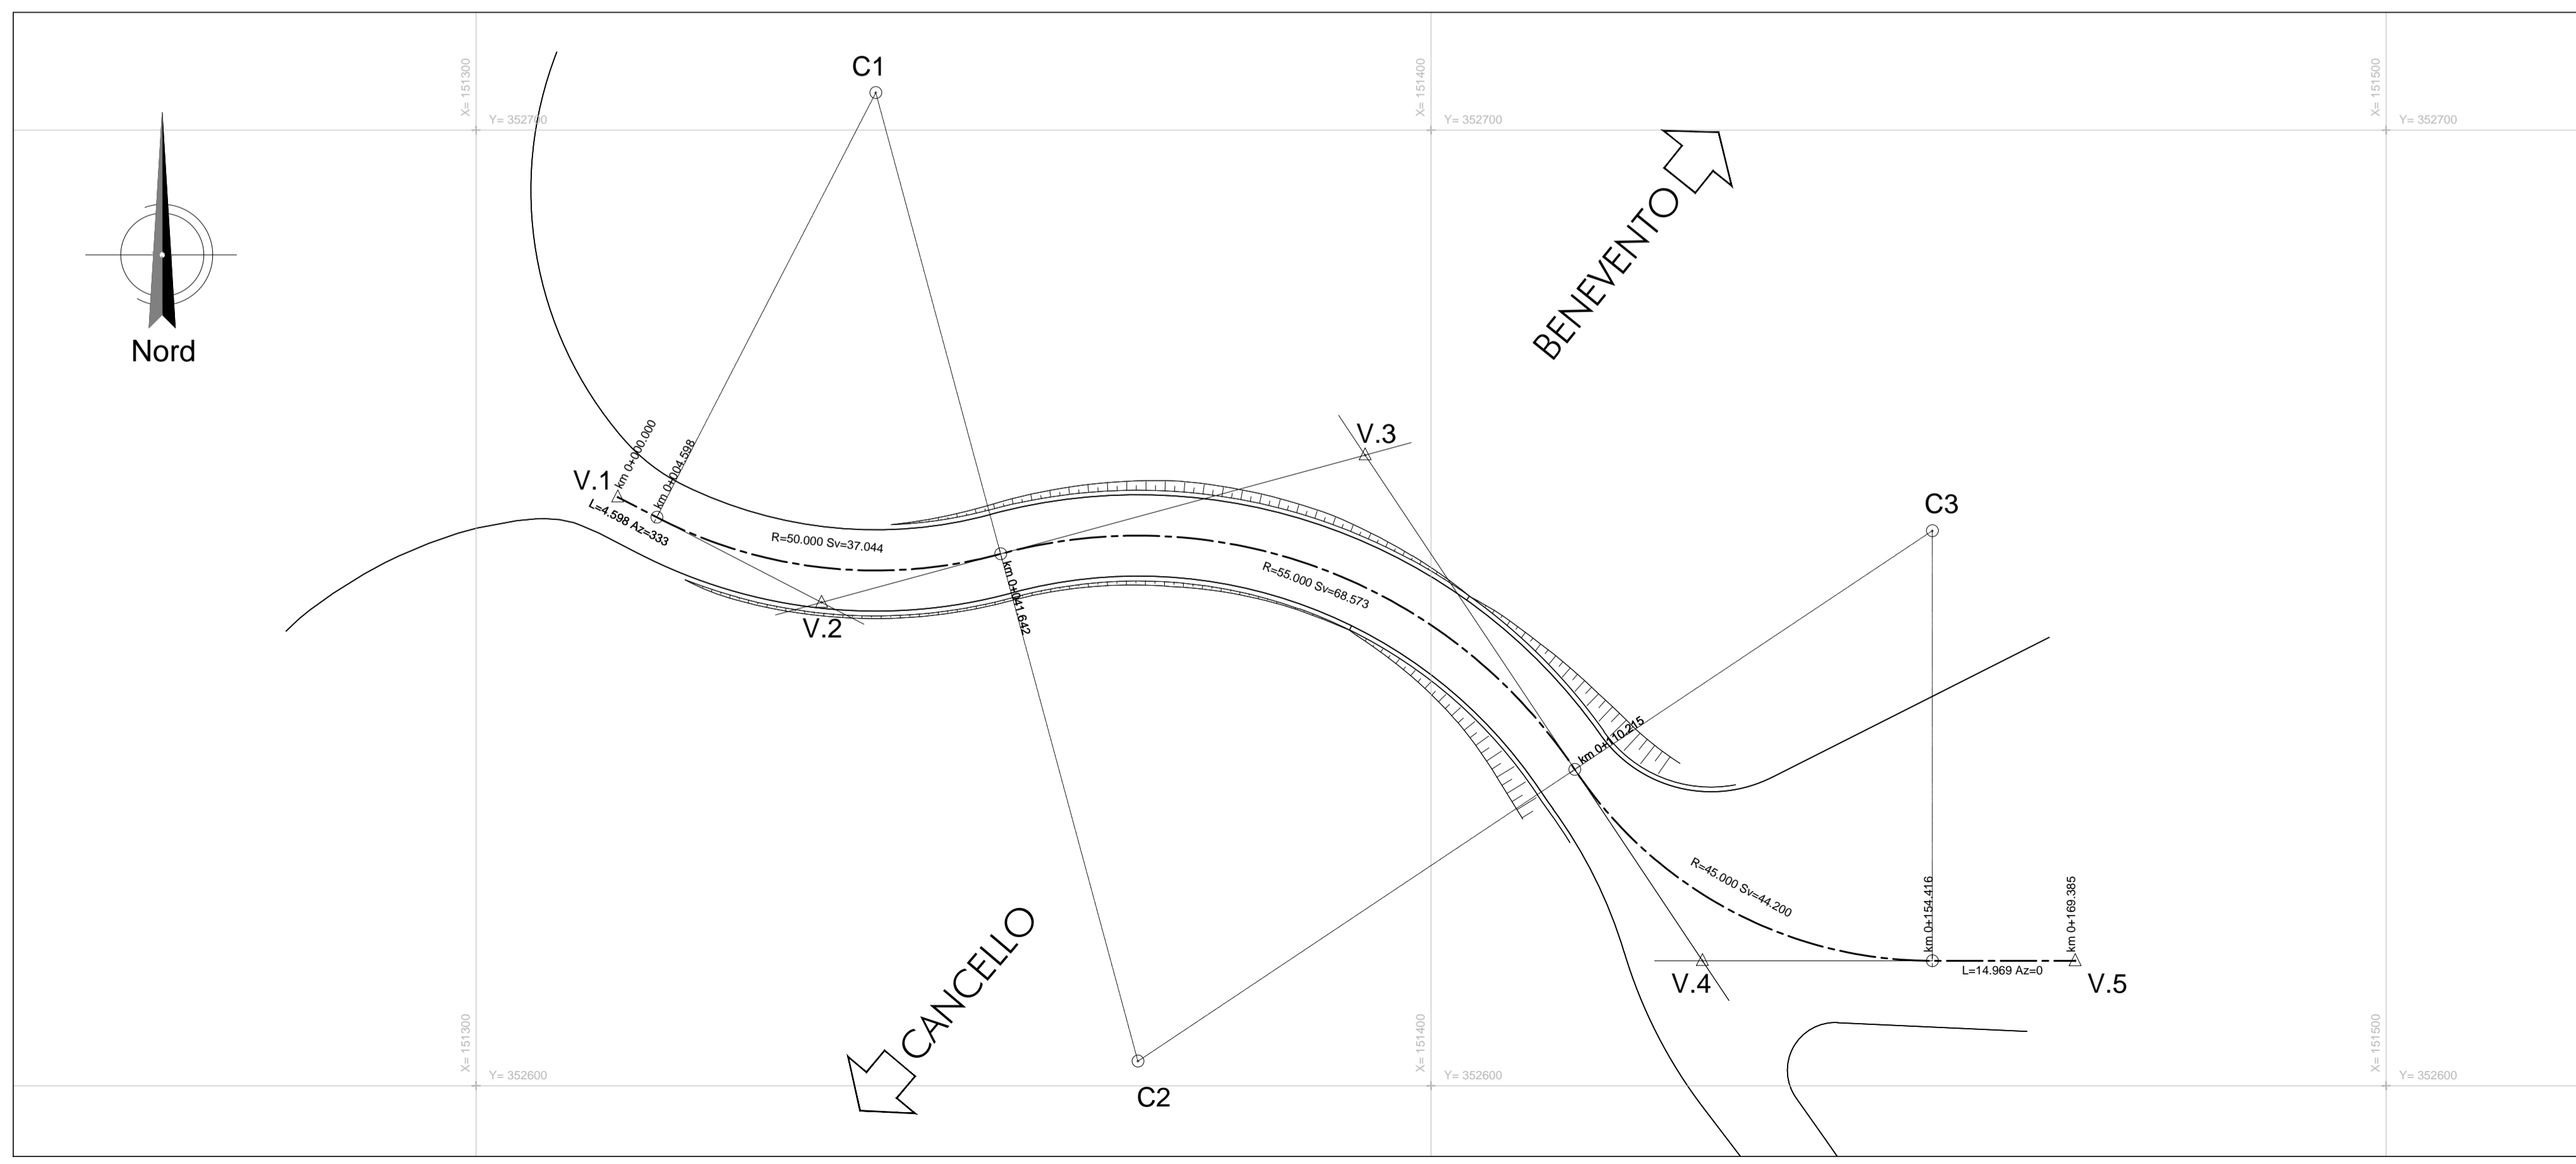 C1
X= 151300
X= 151400
X= 151500
Y= 352700
Y= 352700
Y= 352700
BENEVENTO
Nord
V.3
V.1
km 0+000.000
km 0+004.598
L=4.598 Az=333
R=50.000 Sv=37.044
V.2
km 0+041.642
R=55.000 Sv=68.573
C3
km 0+110.215
R=45.000 Sv=44.200
km 0+154.416
km 0+169.385
L=14.969 Az=0
V.4
V.5
CANCELLO
C2
X= 151300
X= 151400
X= 151500
Y= 352600
Y= 352600
Y= 352600